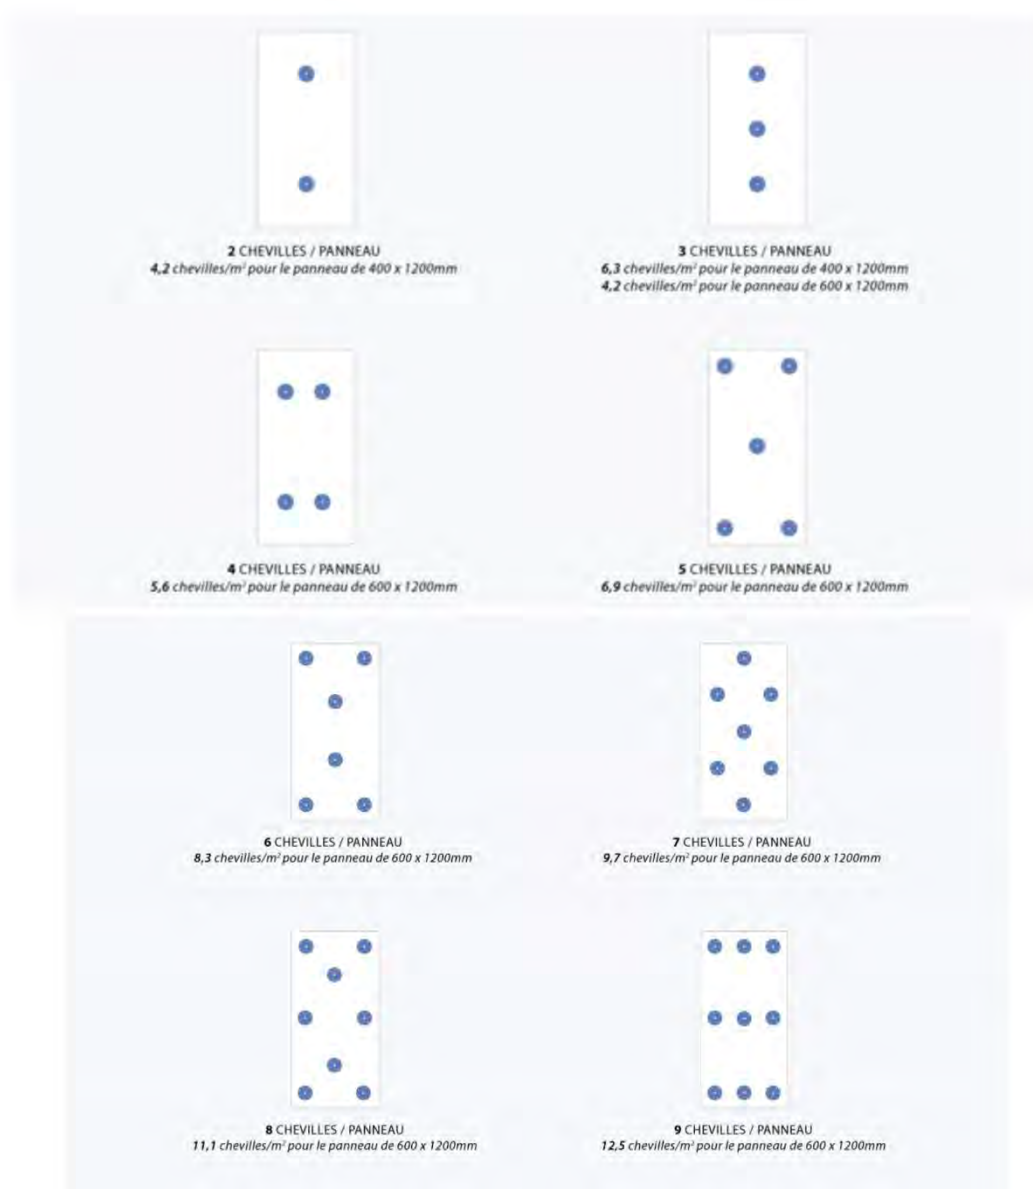 2 CHEVILLES / PANNEAU
4,2 chevilles/m² pour le panneau de 400 x 1200mm
3 CHEVILLES / PANNEAU
6,3 chevilles/m² pour le panneau de 400 x 1200mm
4,2 chevilles/m² pour le panneau de 600 x 1200mm
4 CHEVILLES / PANNEAU
5,6 chevilles/m² pour le panneau de 600 x 1200mm
5 CHEVILLES / PANNEAU
6,9 chevilles/m² pour le panneau de 600 x 1200mm
6 CHEVILLES / PANNEAU
8,3 chevilles/m² pour le panneau de 600 x 1200mm
7 CHEVILLES / PANNEAU
9,7 chevilles/m² pour le panneau de 600 x 1200mm
8 CHEVILLES / PANNEAU
11,1 chevilles/m² pour le panneau de 600 x 1200mm
9 CHEVILLES / PANNEAU
12,5 chevilles/m² pour le panneau de 600 x 1200mm